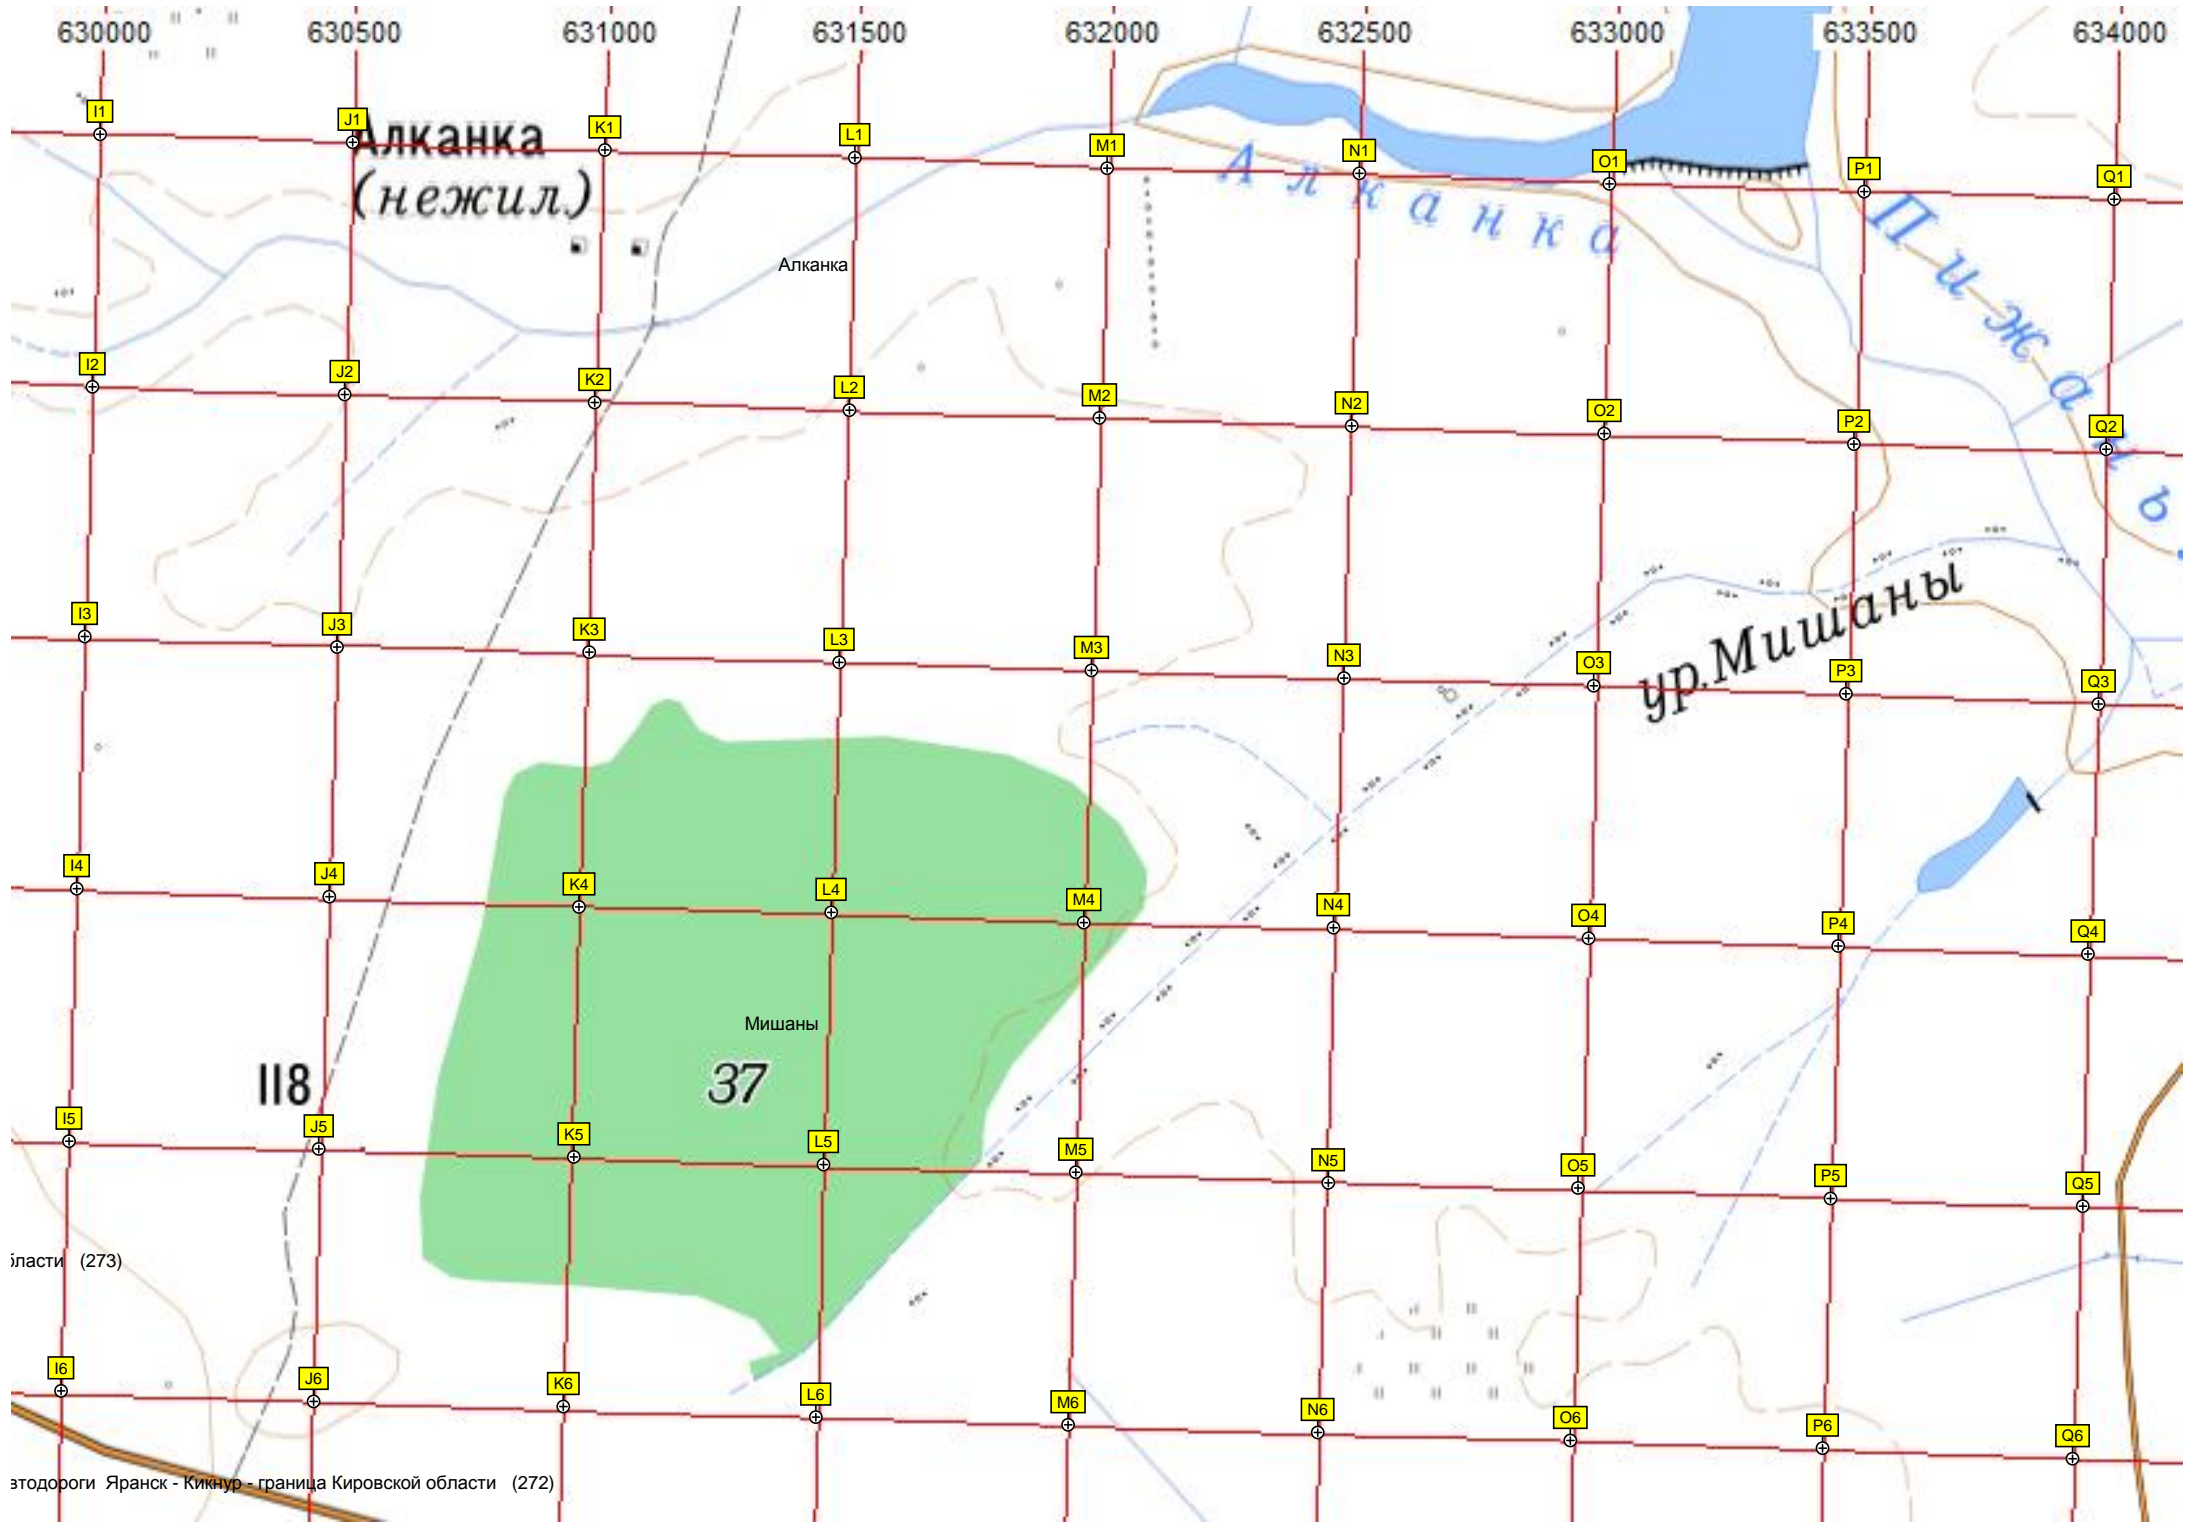 630000 630500 631000 631500 632000 632500 633000 633500 634000
I1 J1 K1 L1 M1 N1 O1 P1 Q1
Алканка
(нежил)
Алканка
Алканка
Пижань
I2 J2 K2 L2 M2 N2 O2 P2 Q2
ур.Мишаны
I3 J3 K3 L3 M3 N3 O3 P3 Q3
I4 J4 K4 L4 M4 N4 O4 P4 Q4
Мишаны
37
118
I5 J5 K5 L5 M5 N5 O5 P5 Q5
бласти (273)
I6 J6 K6 L6 M6 N6 O6 P6 Q6
втодороги Яранск - Кикнур - граница Кировской области (272)